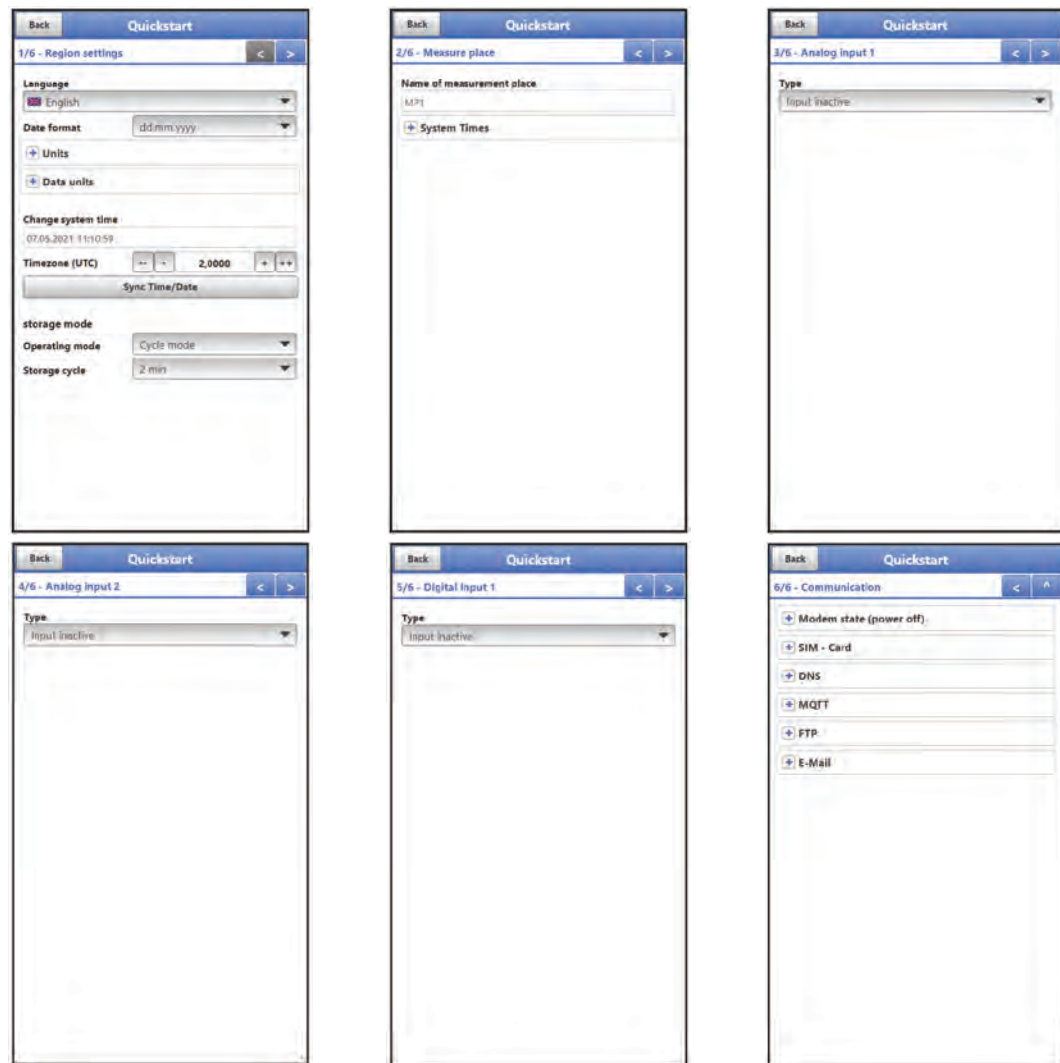 Back Quickstart
1/6 - Region settings < >
Language
English
Date format dd.mm.yyyy
+ Units
+ Data units
Change system time
07.05.2021 11:10:59
Timezone (UTC) -- - 2,0000 + ++
Sync Time/Date
storage mode
Operating mode Cycle mode
Storage cycle 2 min
Back Quickstart
2/6 - Measure place < >
Name of measurement place
MP1
+ System Times
Back Quickstart
3/6 - Analog input 1 < >
Type
Input inactive
Back Quickstart
4/6 - Analog input 2 < >
Type
Input inactive
Back Quickstart
5/6 - Digital input 1 < >
Type
Input inactive
Back Quickstart
6/6 - Communication < ^
+ Modem state (power off)
+ SIM - Card
+ DNS
+ MQTT
+ FTP
+ E-Mail